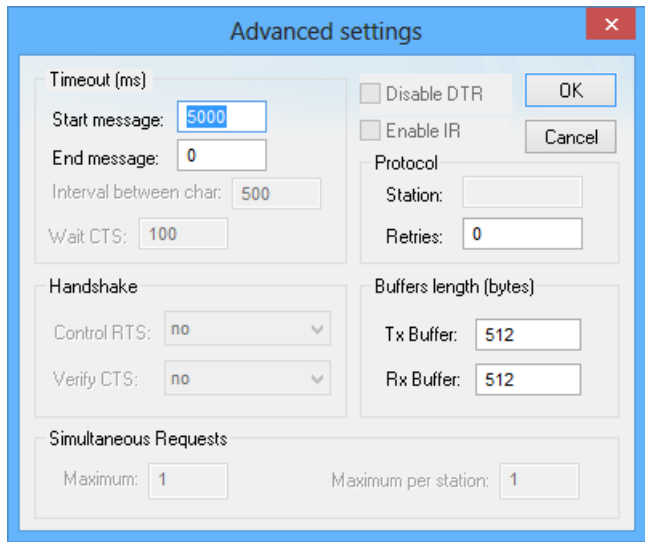 Advanced settings
Timeout (ms)
Start message: 5000
End message: 0
Interval between char: 500
Wait CTS: 100
Disable DTR
Enable IR
OK
Cancel
Protocol
Station:
Retries: 0
Handshake
Control RTS: no
Verify CTS: no
Buffers length (bytes)
Tx Buffer: 512
Rx Buffer: 512
Simultaneous Requests
Maximum: 1 Maximum per station: 1